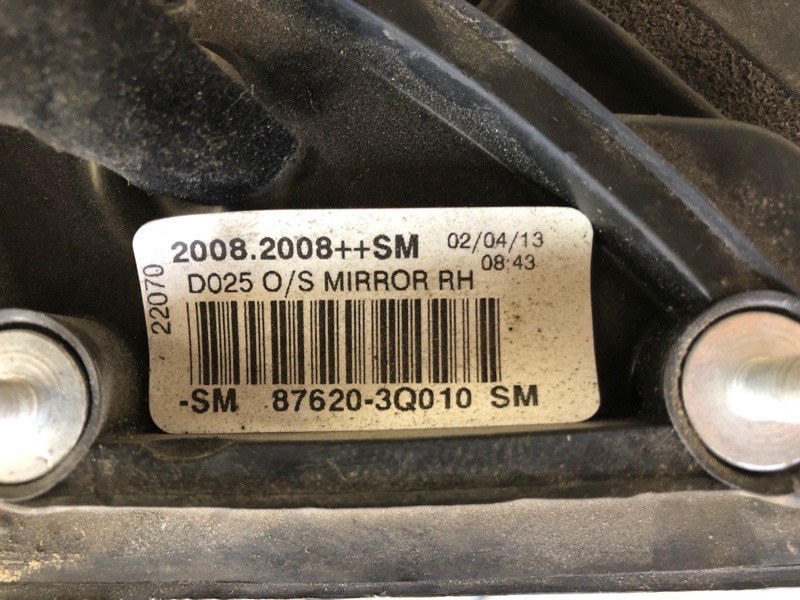 2008.2008++SM 02/04/13
08:43
D025 O/S MIRROR RH
22070
-SM 87620-3Q010 SM